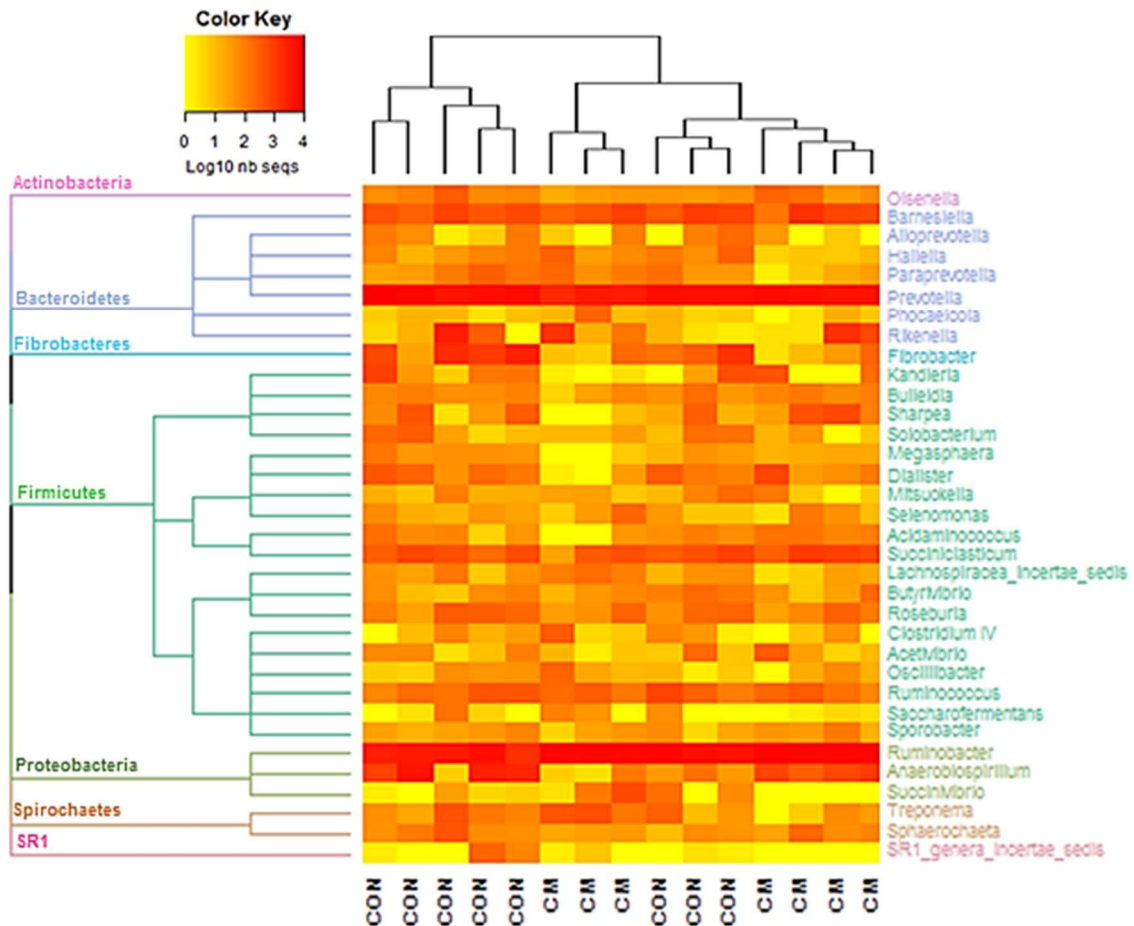 Color Key
0 1 2 3 4
Log10 nb seqs
Actinobacteria
Bacteroidetes
Fibrobacteres
Firmicutes
Proteobacteria
Spirochaetes
SR1
Olsenella
Barnesiella
Alloprevotella
Hallella
Paraprevotella
Prevotella
Phocaeicola
Rikenella
Fibrobacter
Kandleria
Bulleidia
Sharpea
Solobacterium
Megasphaera
Dialister
Mitsuokella
Selenomonas
Acidaminococcus
Succiniclasticum
Lachnospiracea_incertae_sedis
Butyrivibrio
Roseburia
Clostridium IV
Acetivibrio
Oscillibacter
Ruminococcus
Saccharofermentans
Sporobacter
Ruminobacter
Anaerobiospirillum
Succinivibrio
Treponema
Sphaerochaeta
SR1_genera_incertae_sedis
CON CON CON CON CON CM CM CM CON CON CON CM CM CM CM